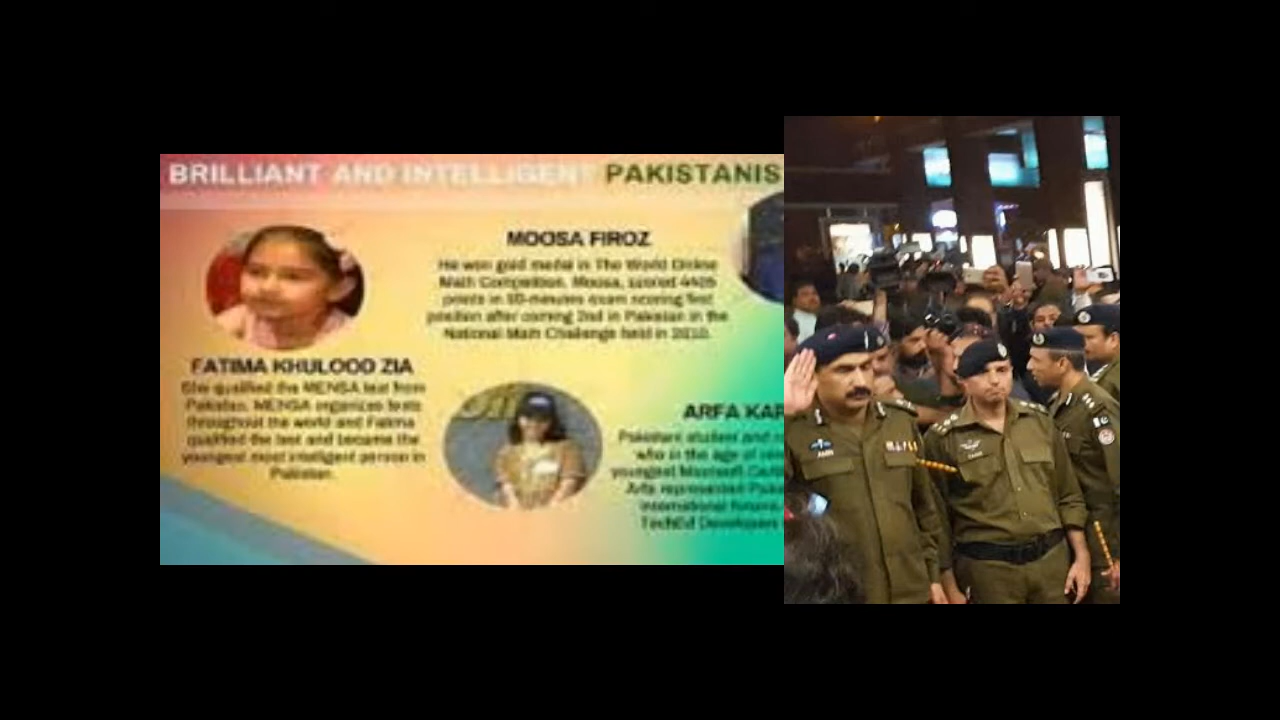 BRILLIANT AND INTELLIGENT PAKISTANIS
MOOSA FIROZ
He won gold medal in The World Online
Math Competition. Moosa, scored 4405
points in 50-minutes exam scoring first
position after coming 2nd in Pakistan in the
National Math Challenge held in 2010.
FATIMA KHULOOD ZIA
She qualified the MENSA test from
Pakistan. MENSA organizes tests
throughout the world and Fatima
qualified the test and became the
youngest most intelligent person in
Pakistan.
ARFA KAR
Pakistani student and
who in the age of
youngest Microsoft
Arfa represented
International forums,
TechEd Developers